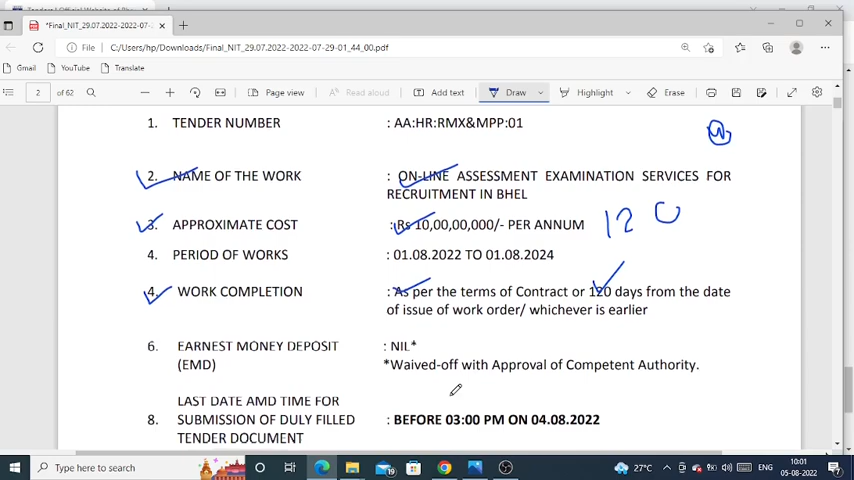 *Final_NIT_29.07.2022-2022-07-2
File
C:/Users/hp/Downloads/Final_NIT_29.07.2022-2022-07-29-01_44_00.pdf
Gmail YouTube Translate
2 of 62 Page view Read aloud Add text Draw Highlight Erase
1. TENDER NUMBER : AA:HR:RMX&MPP:01
2. NAME OF THE WORK : ON-LINE ASSESSMENT EXAMINATION SERVICES FOR
RECRUITMENT IN BHEL
3. APPROXIMATE COST : Rs 10,00,00,000/- PER ANNUM
12
4. PERIOD OF WORKS : 01.08.2022 TO 01.08.2024
4. WORK COMPLETION : As per the terms of Contract or 120 days from the date
of issue of work order/ whichever is earlier
6. EARNEST MONEY DEPOSIT : NIL*
(EMD) *Waived-off with Approval of Competent Authority.
LAST DATE AMD TIME FOR
8. SUBMISSION OF DULY FILLED : BEFORE 03:00 PM ON 04.08.2022
TENDER DOCUMENT
Type here to search
19
27°C
ENG
10:01
05-08-2022
7